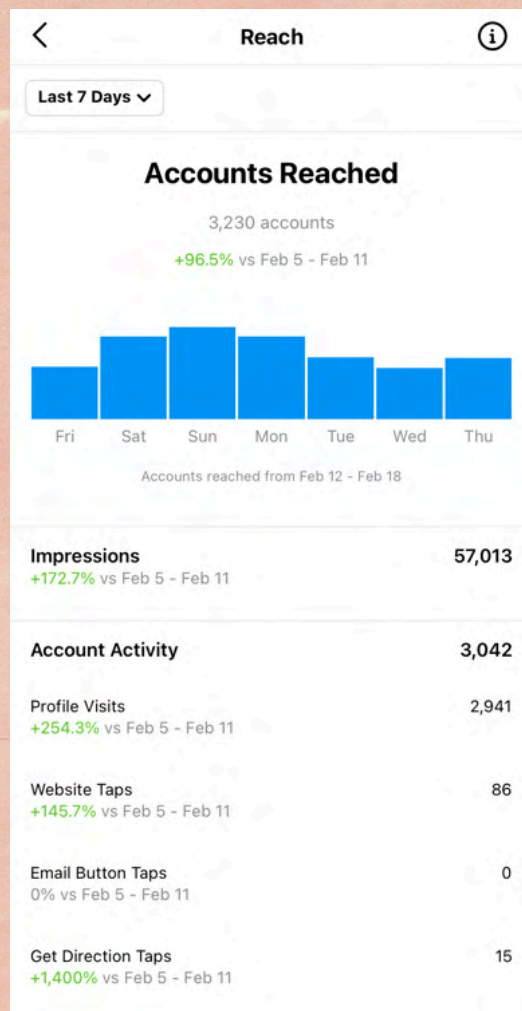 Reach
Last 7 Days
Accounts Reached
3,230 accounts
+96.5% vs Feb 5 - Feb 11
Fri Sat Sun Mon Tue Wed Thu
Accounts reached from Feb 12 - Feb 18
Impressions 57,013
+172.7% vs Feb 5 - Feb 11
Account Activity 3,042
Profile Visits 2,941
+254.3% vs Feb 5 - Feb 11
Website Taps 86
+145.7% vs Feb 5 - Feb 11
Email Button Taps 0
0% vs Feb 5 - Feb 11
Get Direction Taps 15
+1,400% vs Feb 5 - Feb 11